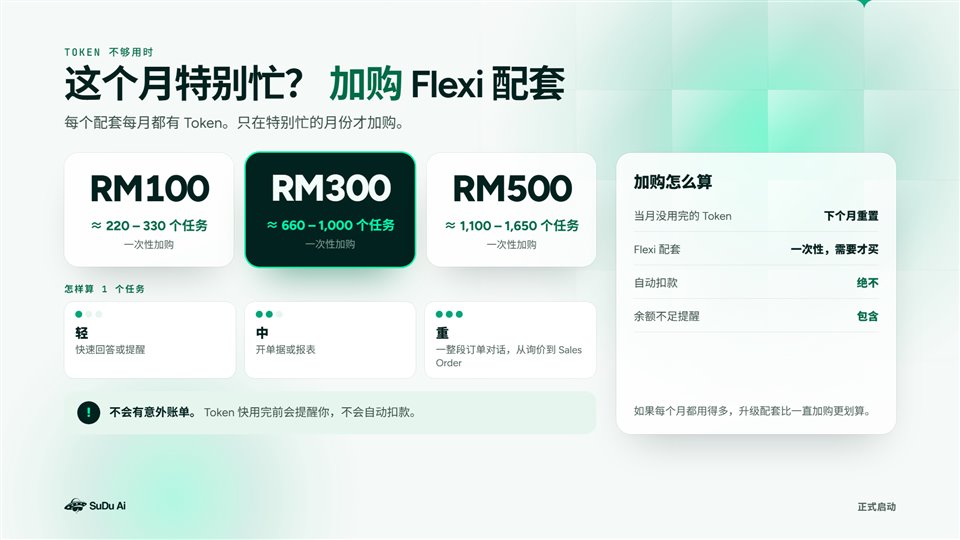 TOKEN 不够用时
这个月特别忙？ 加购 Flexi 配套
每个配套每月都有 Token。只在特别忙的月份才加购。
RM100
≈ 220 – 330 个任务
一次性加购
RM300
≈ 660 – 1,000 个任务
一次性加购
RM500
≈ 1,100 – 1,650 个任务
一次性加购
怎样算 1 个任务
轻
快速回答或提醒
中
开单据或报表
重
一整段订单对话，从询价到 Sales
Order
! 不会有意外账单。 Token 快用完前会提醒你，不会自动扣款。
加购怎么算
当月没用完的 Token 下个月重置
Flexi 配套 一次性，需要才买
自动扣款 绝不
余额不足提醒 包含
如果每个月都用得多，升级配套比一直加购更划算。
SuDu Ai
正式启动